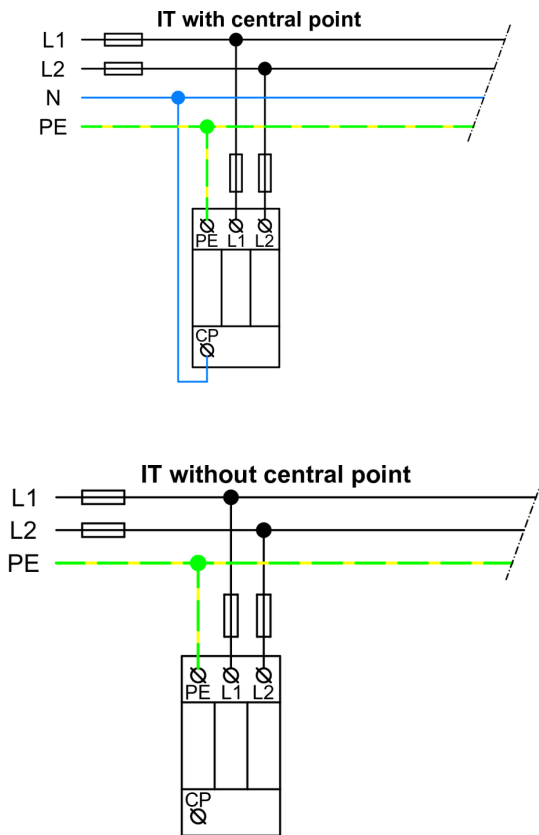 IT with central point
L1
L2
N
PE
PE L1 L2
CP
IT without central point
L1
L2
PE
PE L1 L2
CP